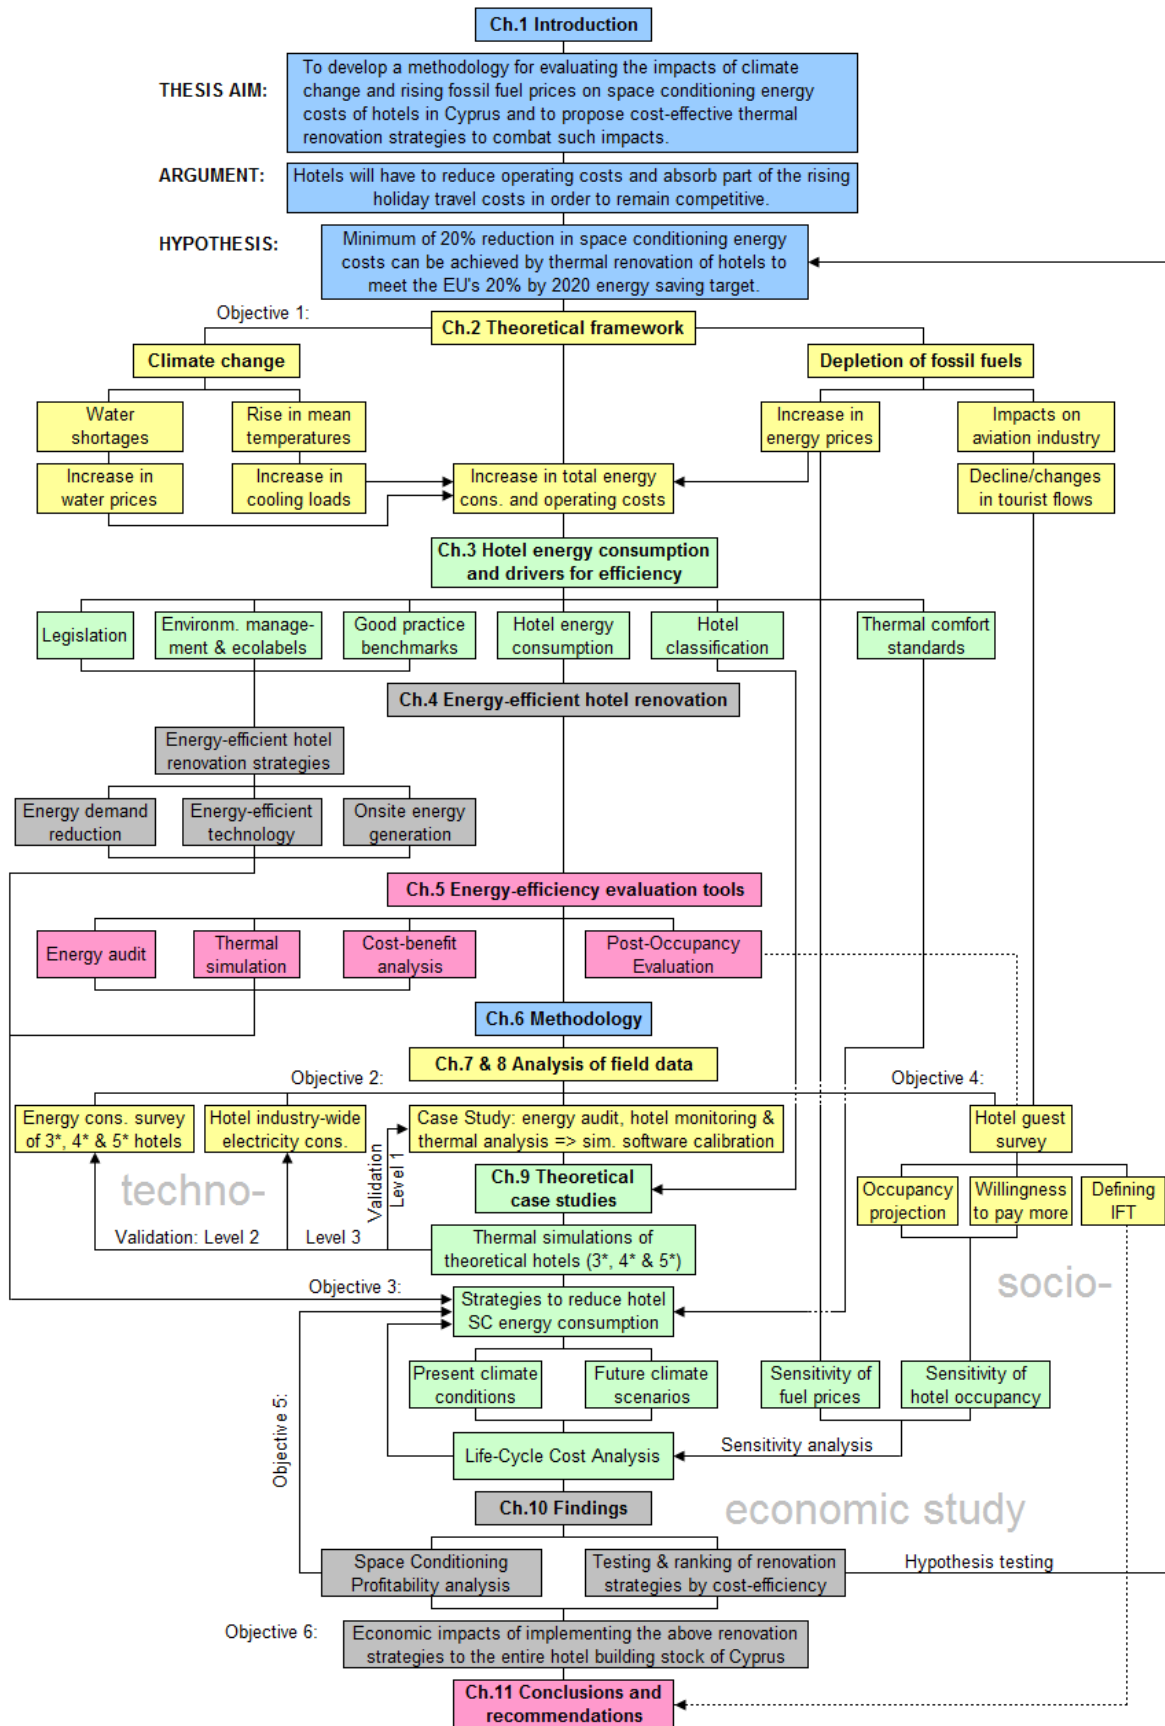 Ch.1 Introduction
THESIS AIM:
To develop a methodology for evaluating the impacts of climate
change and rising fossil fuel prices on space conditioning energy
costs of hotels in Cyprus and to propose cost-effective thermal
renovation strategies to combat such impacts.
ARGUMENT:
Hotels will have to reduce operating costs and absorb part of the rising
holiday travel costs in order to remain competitive.
HYPOTHESIS:
Minimum of 20% reduction in space conditioning energy
costs can be achieved by thermal renovation of hotels to
meet the EU's 20% by 2020 energy saving target.
Objective 1:
Ch.2 Theoretical framework
Climate change
Depletion of fossil fuels
Water
shortages
Rise in mean
temperatures
Increase in
energy prices
Impacts on
aviation industry
Increase in
water prices
Increase in
cooling loads
Increase in total energy
cons. and operating costs
Decline/changes
in tourist flows
Ch.3 Hotel energy consumption
and drivers for efficiency
Legislation
Environm. manage-
ment & ecolabels
Good practice
benchmarks
Hotel energy
consumption
Hotel
classification
Thermal comfort
standards
Ch.4 Energy-efficient hotel renovation
Energy-efficient hotel
renovation strategies
Energy demand
reduction
Energy-efficient
technology
Onsite energy
generation
Ch.5 Energy-efficiency evaluation tools
Energy audit
Thermal
simulation
Cost-benefit
analysis
Post-Occupancy
Evaluation
Ch.6 Methodology
Ch.7 & 8 Analysis of field data
Objective 2:
Objective 4:
Energy cons. survey
of 3*, 4* & 5* hotels
Hotel industry-wide
electricity cons.
Case Study: energy audit, hotel monitoring &
thermal analysis => sim. software calibration
Hotel guest
survey
Validation
Level 1
techno-
Ch.9 Theoretical
case studies
Occupancy
projection
Willingness
to pay more
Defining
IFT
Validation: Level 2
Level 3
Thermal simulations of
theoretical hotels (3*, 4* & 5*)
socio-
Objective 3:
Strategies to reduce hotel
SC energy consumption
Present climate
conditions
Future climate
scenarios
Sensitivity of
fuel prices
Sensitivity of
hotel occupancy
Objective 5:
Life-Cycle Cost Analysis
Sensitivity analysis
Ch.10 Findings
economic study
Space Conditioning
Profitability analysis
Testing & ranking of renovation
strategies by cost-efficiency
Hypothesis testing
Objective 6:
Economic impacts of implementing the above renovation
strategies to the entire hotel building stock of Cyprus
Ch.11 Conclusions and
recommendations